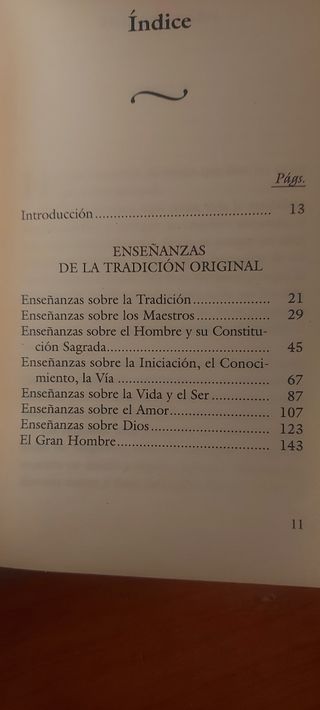 Índice
Págs.
Introducción............................................... 13
ENSEÑANZAS
DE LA TRADICIÓN ORIGINAL
Enseñanzas sobre la Tradición.................... 21
Enseñanzas sobre los Maestros................... 29
Enseñanzas sobre el Hombre y su Constitu-
ción Sagrada........................................... 45
Enseñanzas sobre la Iniciación, el Conoci-
miento, la Vía ........................................ 67
Enseñanzas sobre la Vida y el Ser............... 87
Enseñanzas sobre el Amor.......................... 107
Enseñanzas sobre Dios............................... 123
El Gran Hombre........................................ 143
11